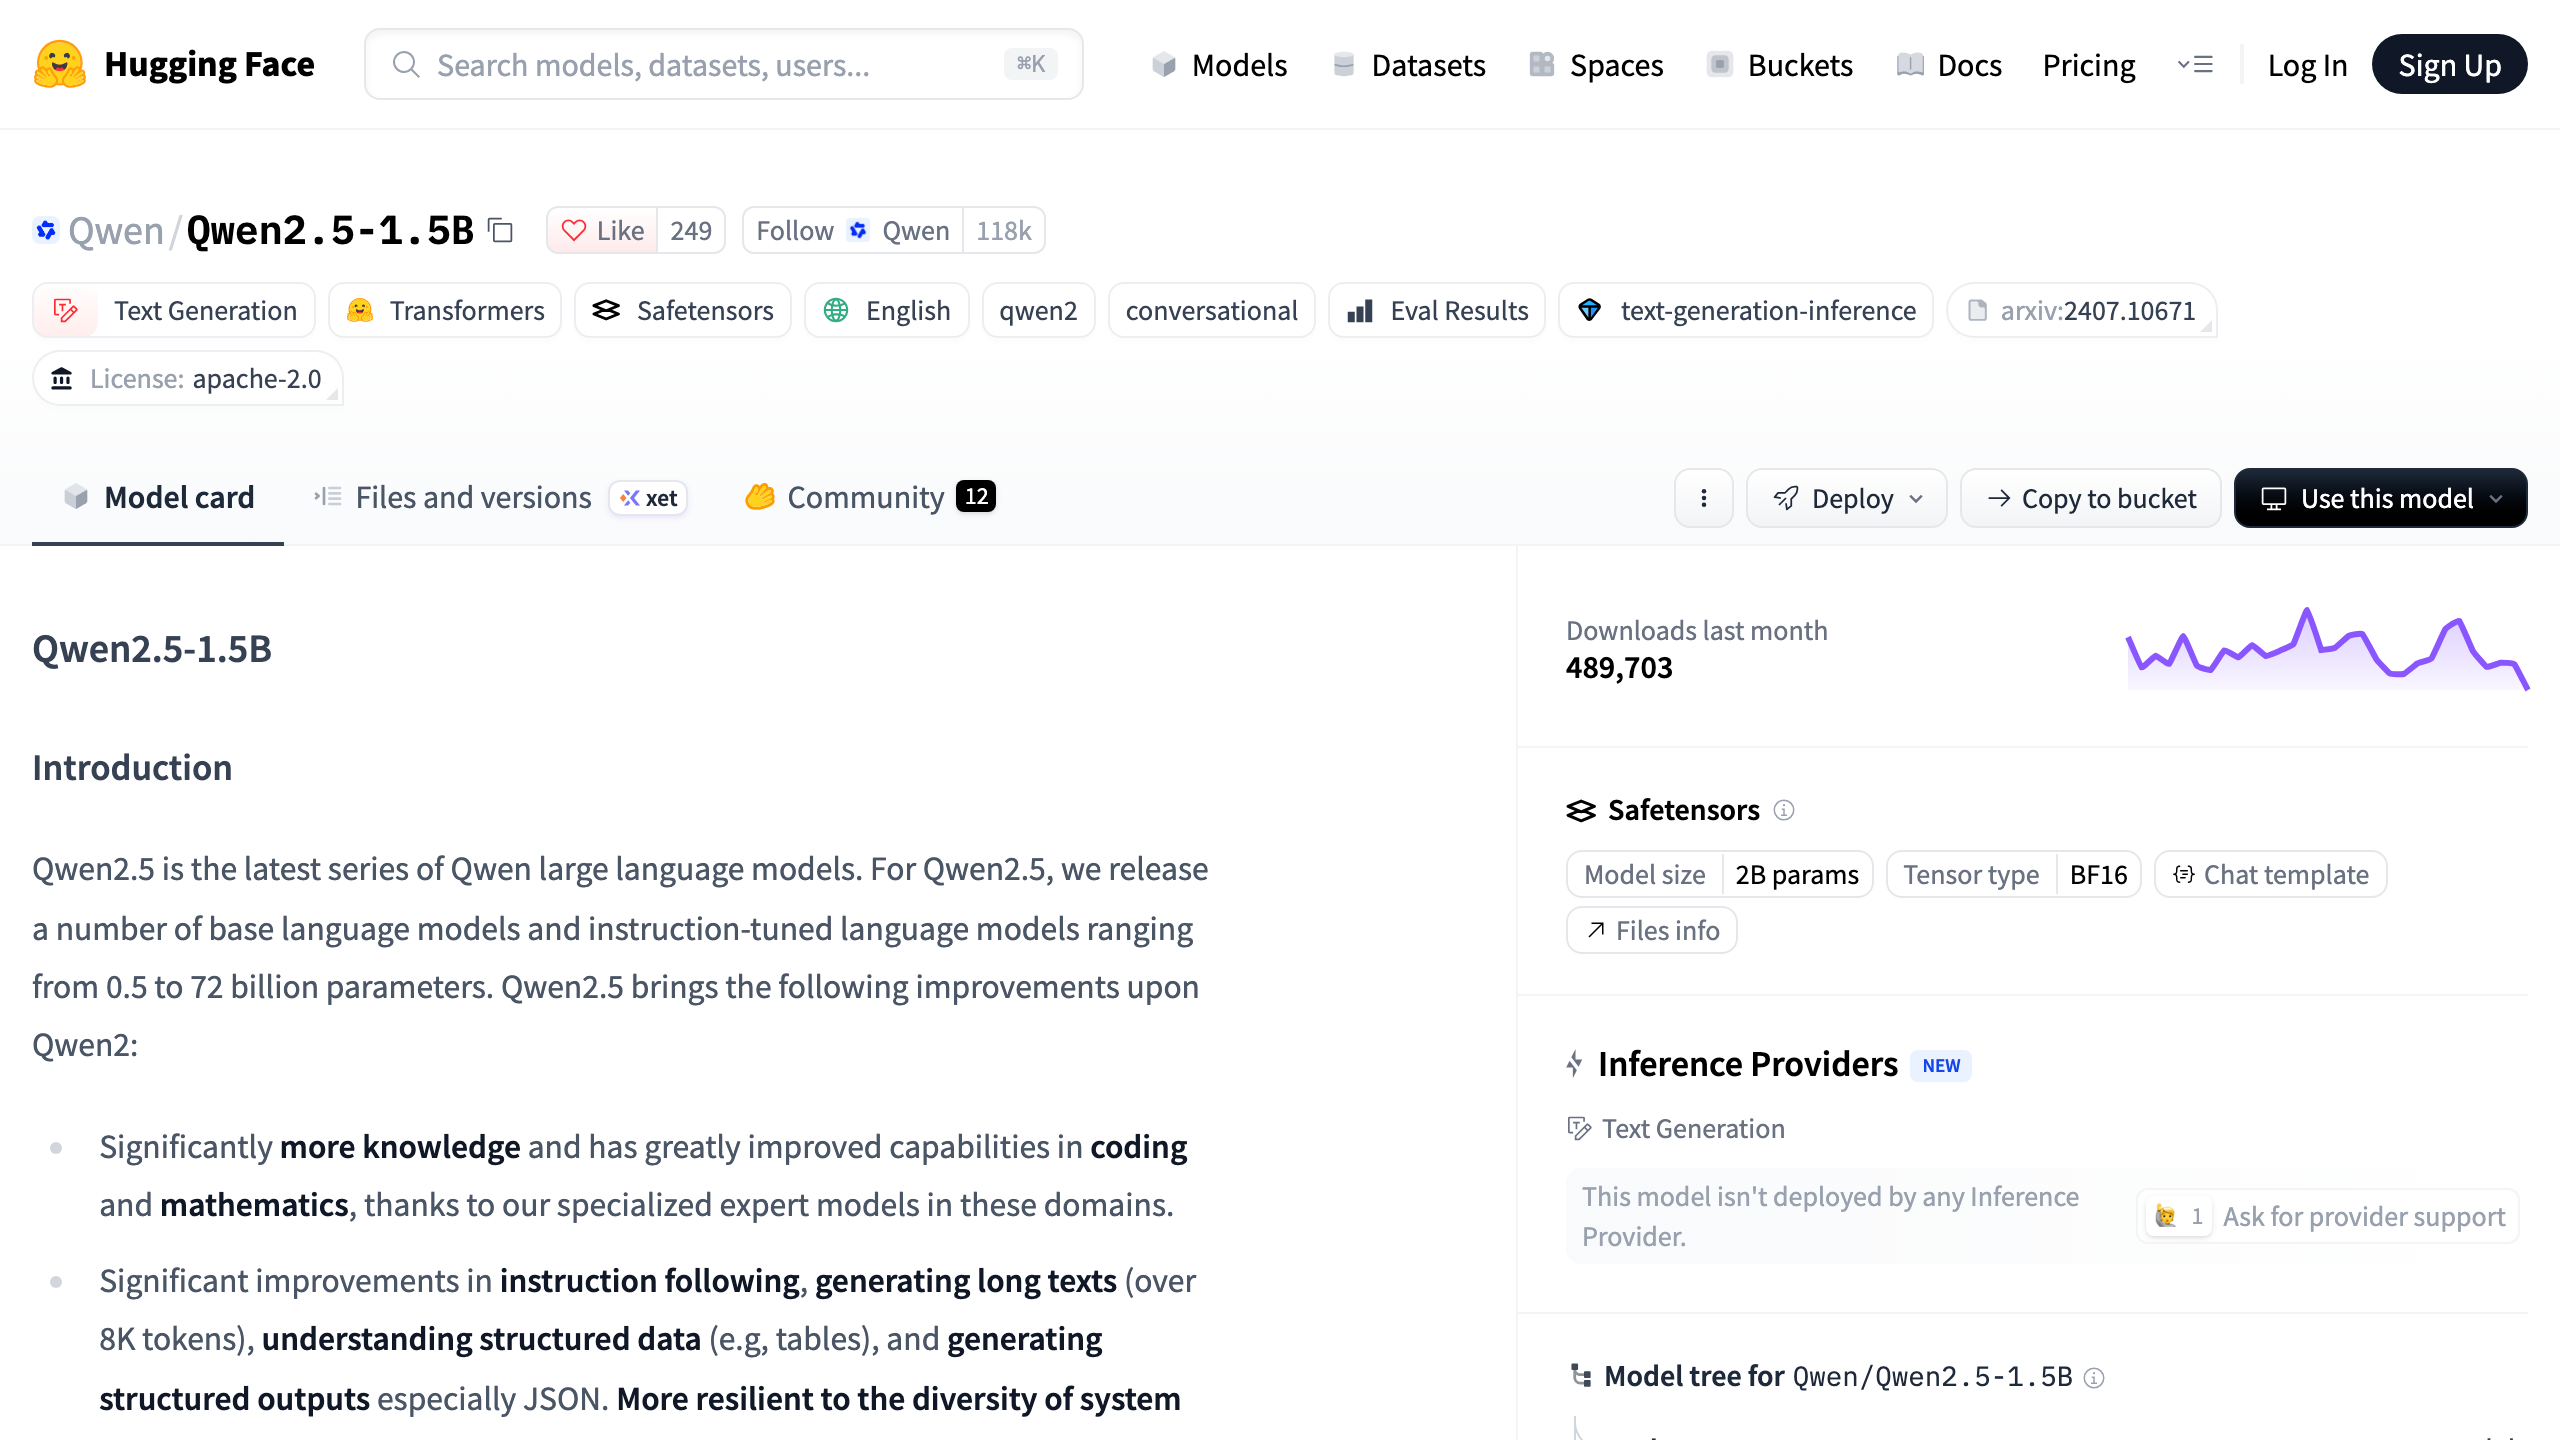 Hugging Face
Search models, datasets, users...
⌘K
Models
Datasets
Spaces
Buckets
Docs
Pricing
Log In
Sign Up
Qwen/Qwen2.5-1.5B
Like 249
Follow Qwen 118k
Text Generation
Transformers
Safetensors
English
qwen2
conversational
Eval Results
text-generation-inference
arxiv:2407.10671
License: apache-2.0
Model card
Files and versions
xet
Community 12
Deploy
Copy to bucket
Use this model
Qwen2.5-1.5B
Introduction
Qwen2.5 is the latest series of Qwen large language models. For Qwen2.5, we release
a number of base language models and instruction-tuned language models ranging
from 0.5 to 72 billion parameters. Qwen2.5 brings the following improvements upon
Qwen2:
Significantly more knowledge and has greatly improved capabilities in coding
and mathematics, thanks to our specialized expert models in these domains.
Significant improvements in instruction following, generating long texts (over
8K tokens), understanding structured data (e.g, tables), and generating
structured outputs especially JSON. More resilient to the diversity of system
Downloads last month
489,703
Safetensors
Model size 2B params
Tensor type BF16
Chat template
Files info
Inference Providers NEW
Text Generation
This model isn't deployed by any Inference
Provider.
1 Ask for provider support
Model tree for Qwen/Qwen2.5-1.5B